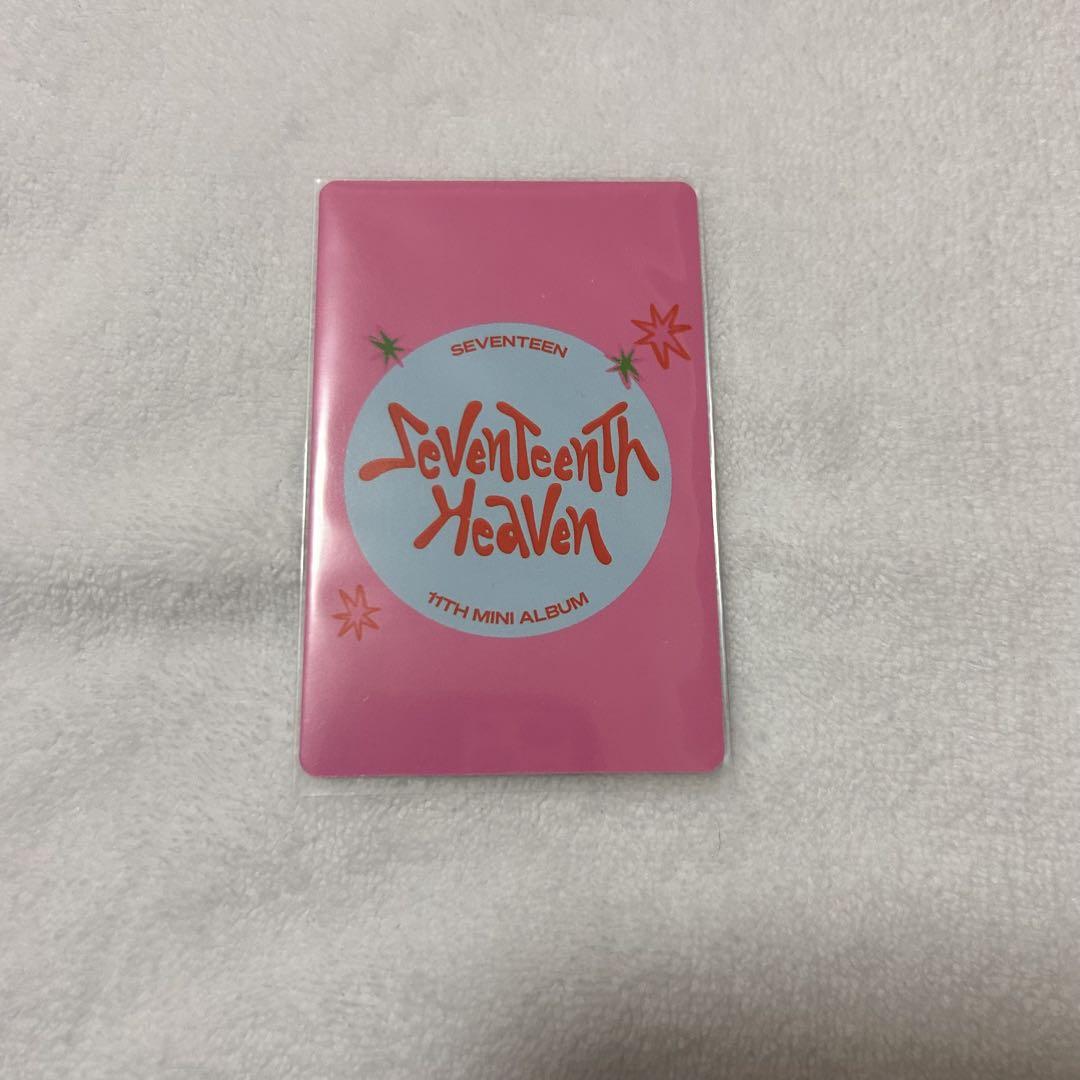 SEVENTEEN
SevenTeenTh
Heaven
11TH MINI ALBUM